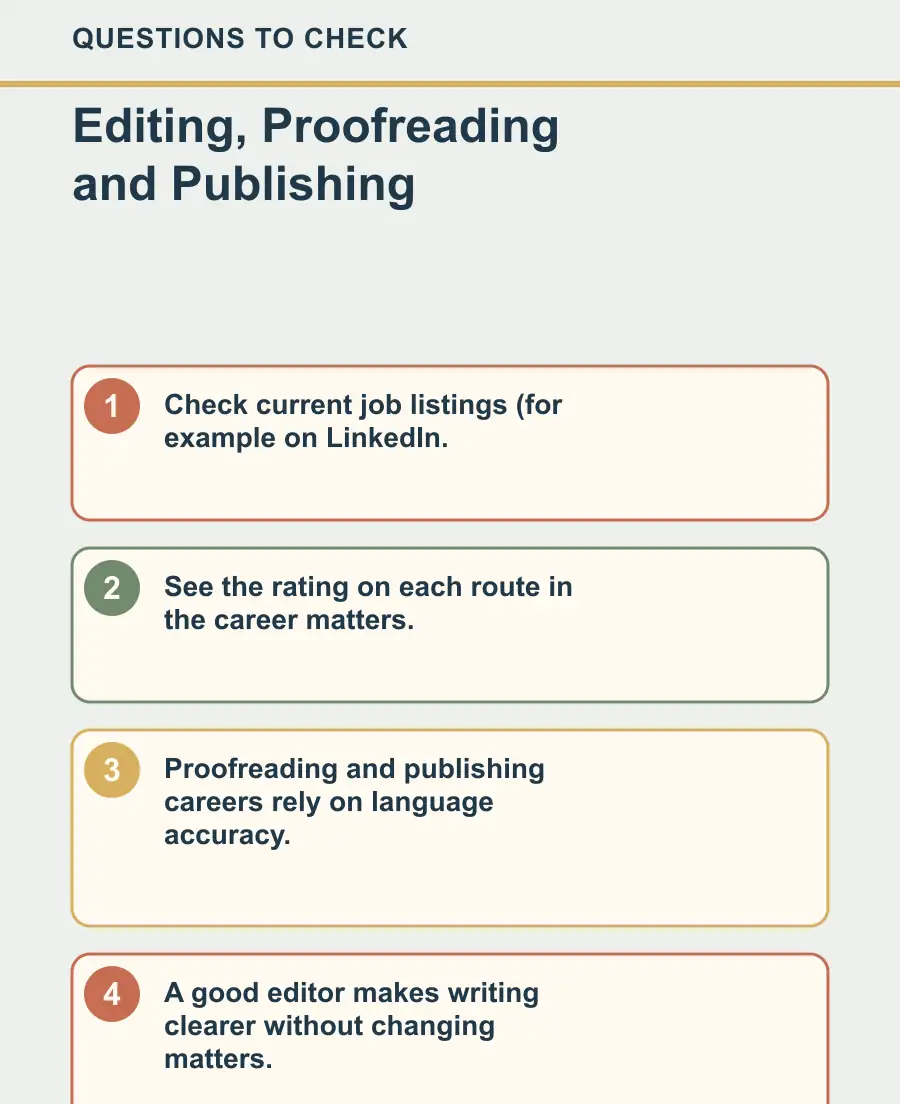 QUESTIONS TO CHECK
Editing, Proofreading
and Publishing
1
Check current job listings (for
example on LinkedIn.
2
See the rating on each route in
the career matters.
3
Proofreading and publishing
careers rely on language
accuracy.
4
A good editor makes writing
clearer without changing
matters.